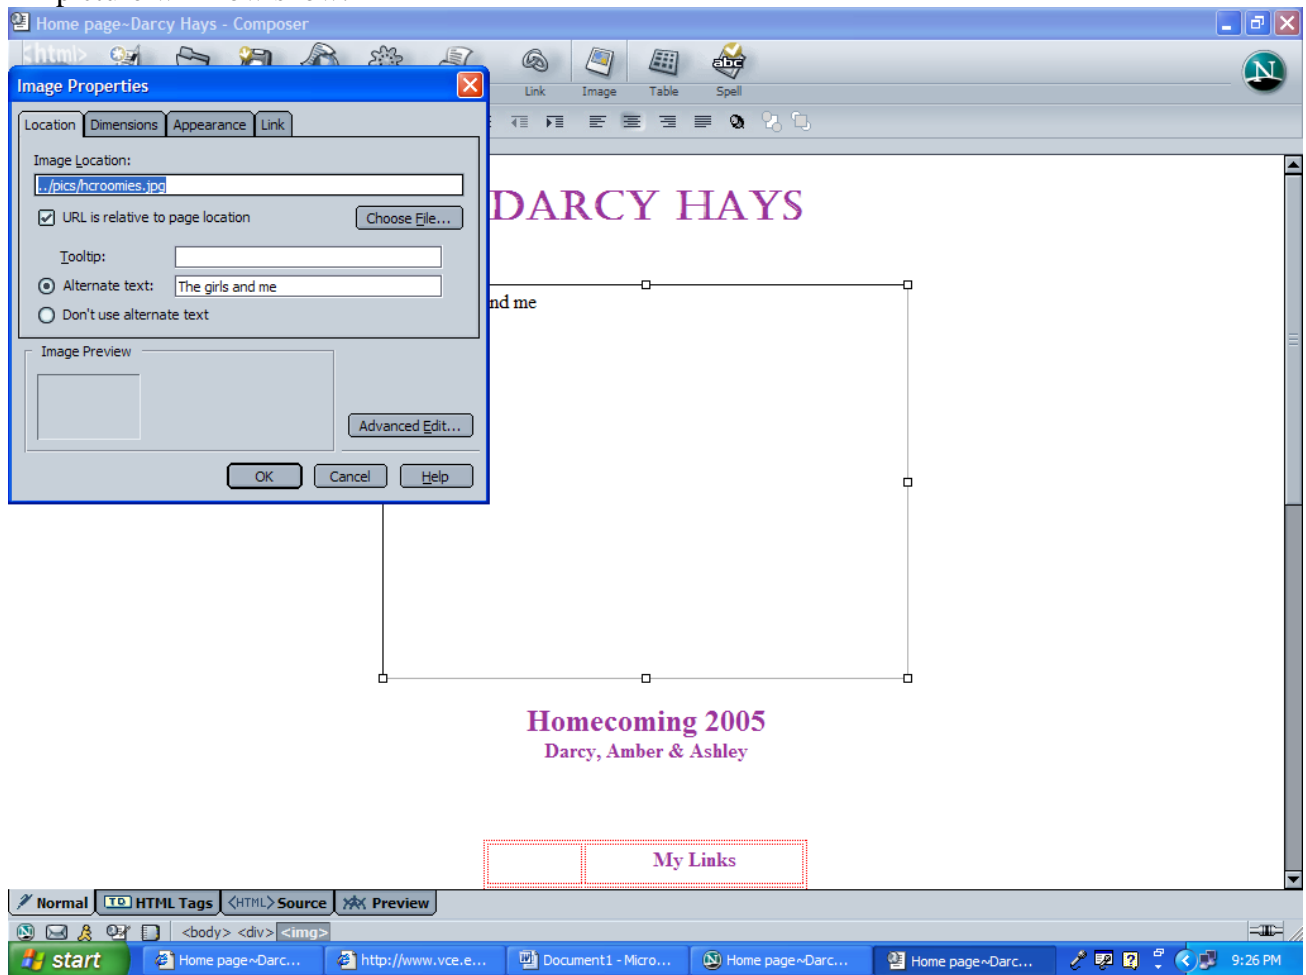 Home page~Darcy Hays - Composer
<html>
Link Image Table Spell
Image Properties
Location Dimensions Appearance Link
Image Location:
../pics/hcroomies.jpg
URL is relative to page location
Choose File...
Tooltip:
Alternate text: The girls and me
Don't use alternate text
Image Preview
Advanced Edit...
OK Cancel Help
DARCY HAYS
nd me
Homecoming 2005
Darcy, Amber & Ashley
My Links
Normal TD HTML Tags <HTML> Source Preview
<body> <div> <img>
start Home page~Darc... http://www.vce.e... Document1 - Micro... Home page~Darc... Home page~Darc... 9:26 PM